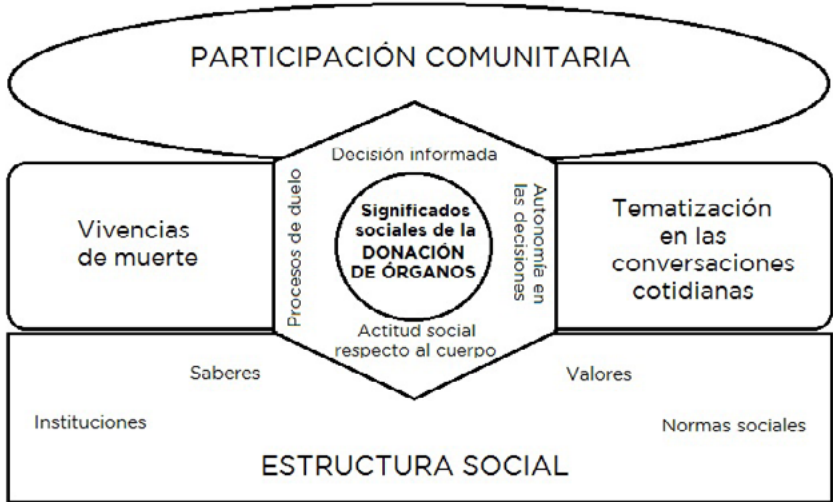 PARTICIPACIÓN COMUNITARIA
Decisión informada
Vivencias
de muerte
Procesos de duelo
Significados
sociales de la
DONACIÓN
DE ÓRGANOS
Autonomía en
las decisiones
Tematización
en las
conversaciones
cotidianas
Actitud social
respecto al cuerpo
Saberes
Valores
Instituciones
Normas sociales
ESTRUCTURA SOCIAL